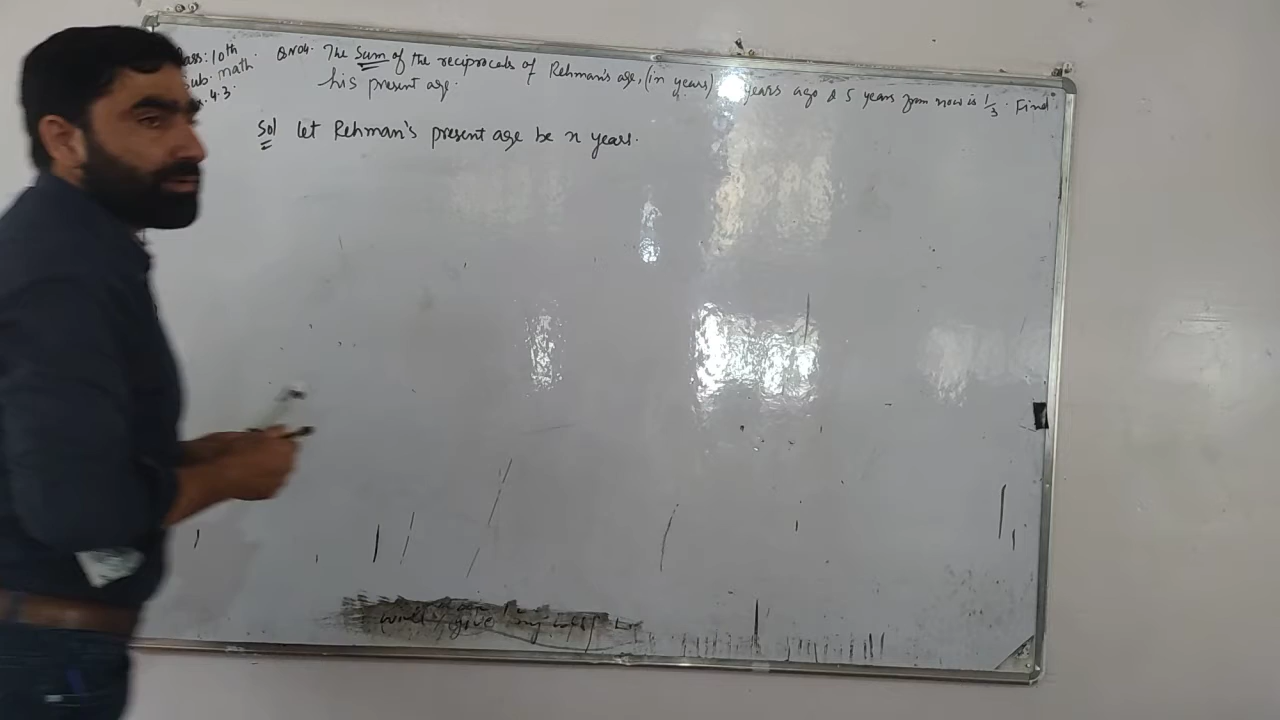 ass: 10th
Sub: math
4.3
Q No4. The Sum of the reciprocals of Rehman's age, (in years) years ago & 5 years from now is 1/3. Find
his present age.
Sol let Rehman's present age be x years.
give